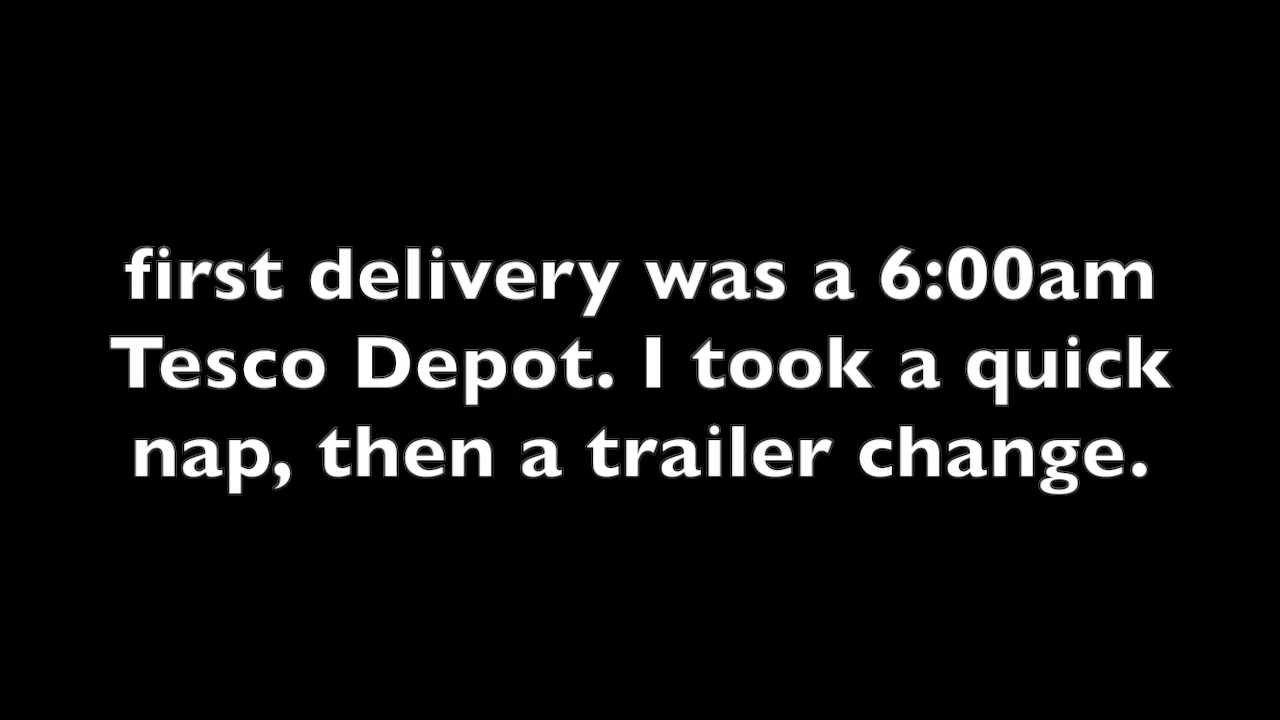 first delivery was a 6:00am
Tesco Depot. I took a quick
nap, then a trailer change.